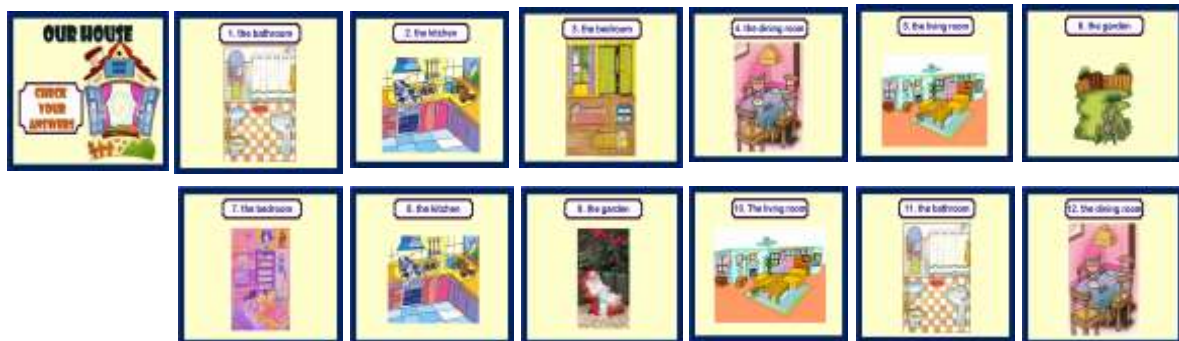 OUR HOUSE
CHECK
YOUR
ANSWERS
1. the bathroom
2. the kitchen
3. the bedroom
4. the dining room
5. the living room
6. the garden
7. the bedroom
8. the kitchen
9. the garden
10. The living room
11. the bathroom
12. the dining room